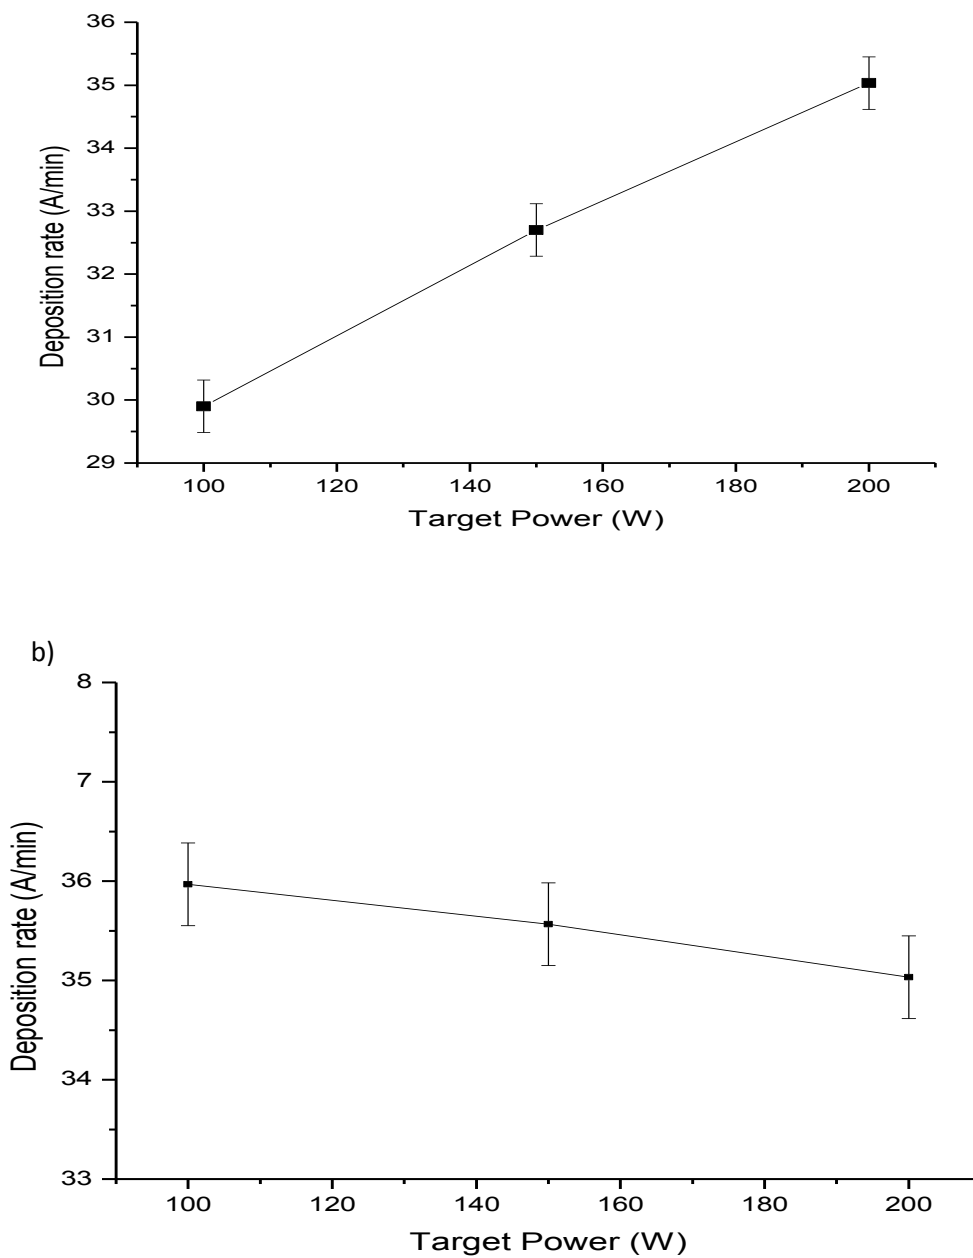 36
35
34
33
32
31
30
29
Deposition rate (A/min)
100 120 140 160 180 200
Target Power (W)
b)
8
7
36
35
34
33
Deposition rate (A/min)
100 120 140 160 180 200
Target Power (W)